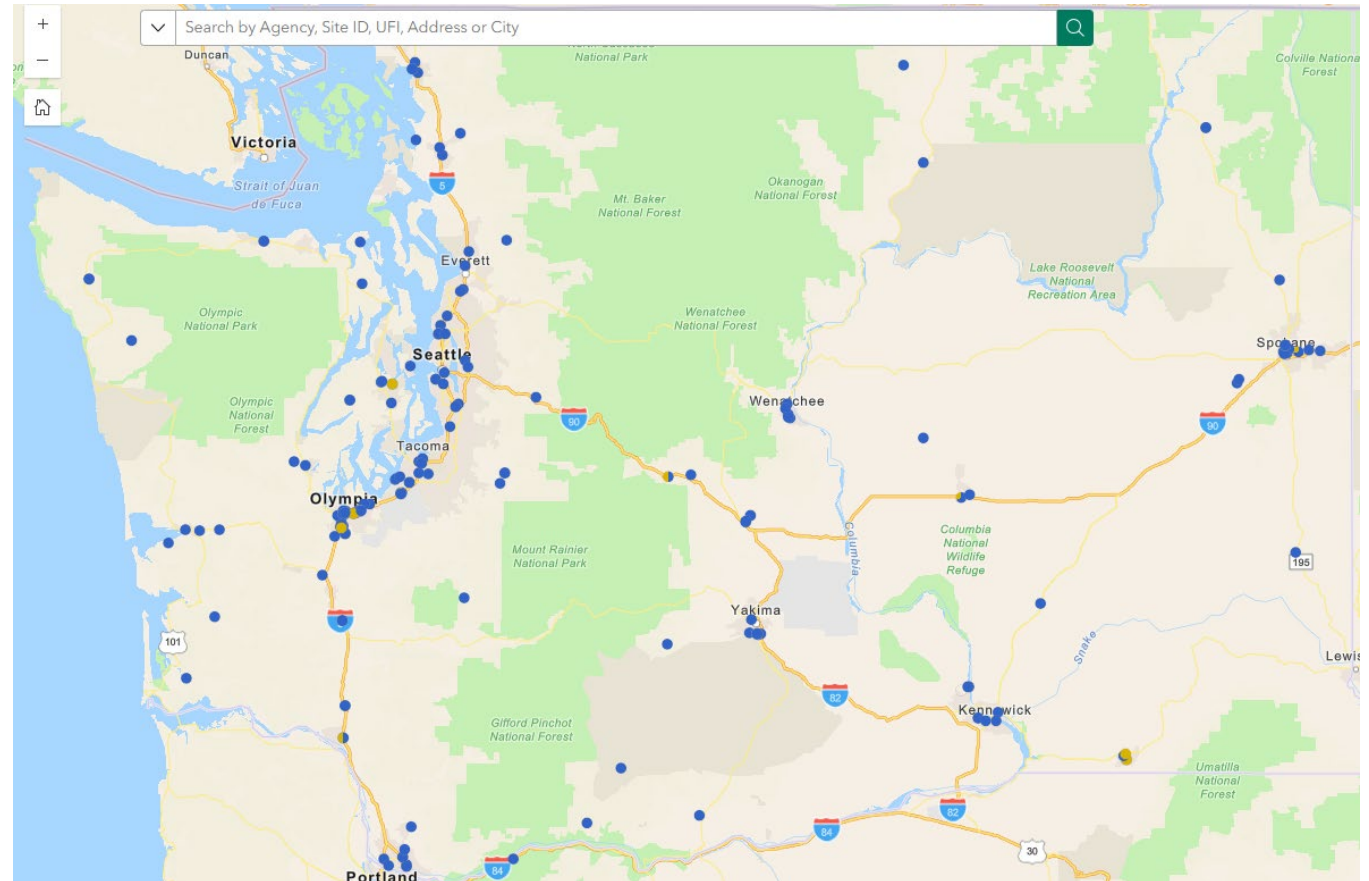 +
Search by Agency, Site ID, UFI, Address or City
−
National Park
Colville National
Forest
Duncan
Victoria
5
Strait of Juan
de Fuca
Okanogan
National Forest
Mt. Baker
National Forest
Everett
Lake Roosevelt
National
Recreation Area
Olympic
National Park
Wenatchee
National Forest
Seattle
Spokane
Olympic
National
Forest
Wenatchee
90
90
Tacoma
Olympia
Columbia
Columbia
National
Wildlife
Refuge
Mount Rainier
National Park
195
Yakima
101
Snake
Lewis
82
Kennewick
Gifford Pinchot
National Forest
Umatilla
National
Forest
82
84
30
84
Portland